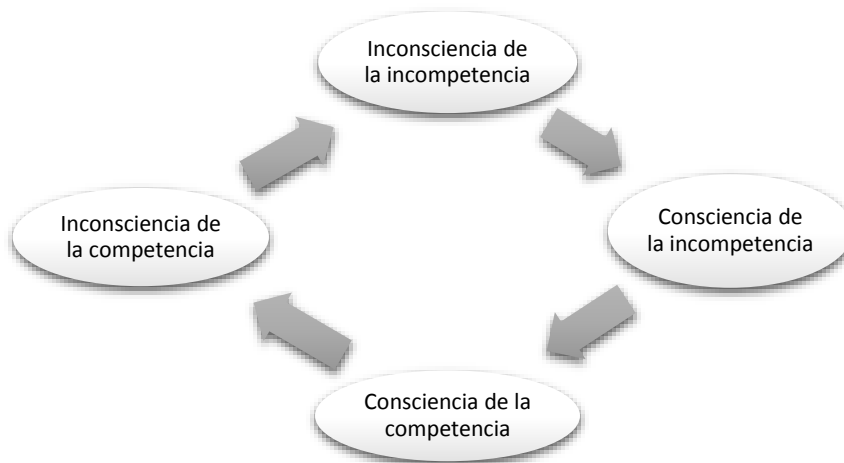 Inconsciencia de
la incompetencia
Consciencia de
la incompetencia
Consciencia de la
competencia
Inconsciencia de
la competencia